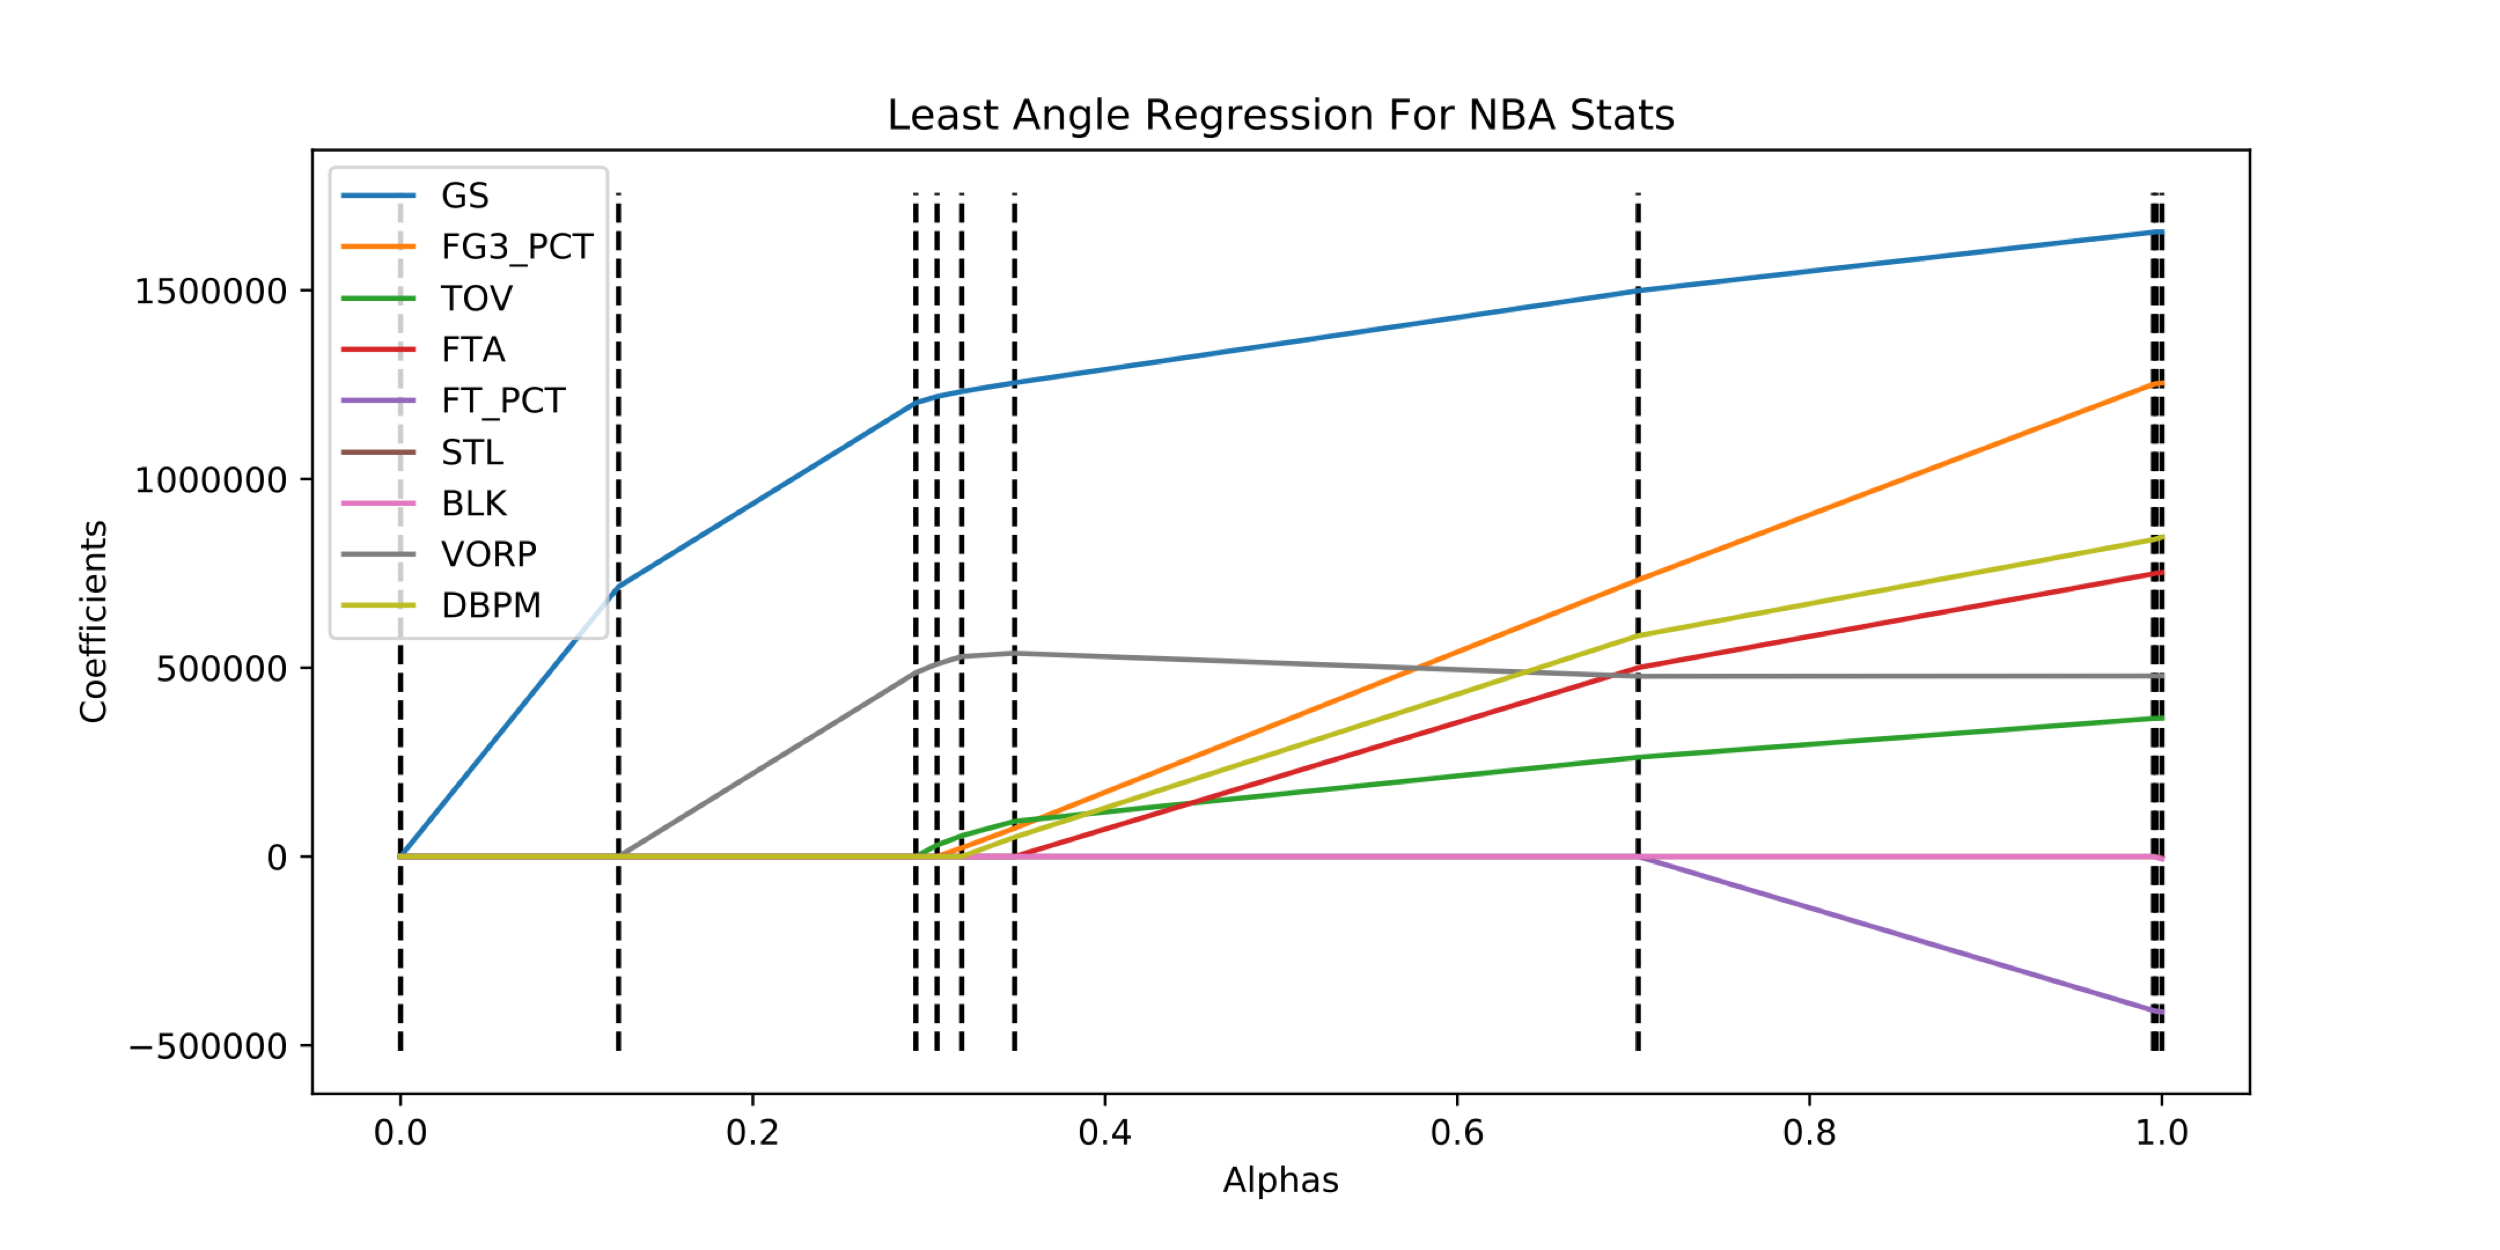 Least Angle Regression For NBA Stats
GS
FG3_PCT
TOV
FTA
FT_PCT
STL
BLK
VORP
DBPM
Coefficients
1500000
1000000
500000
0
−500000
0.0 0.2 0.4 0.6 0.8 1.0
Alphas